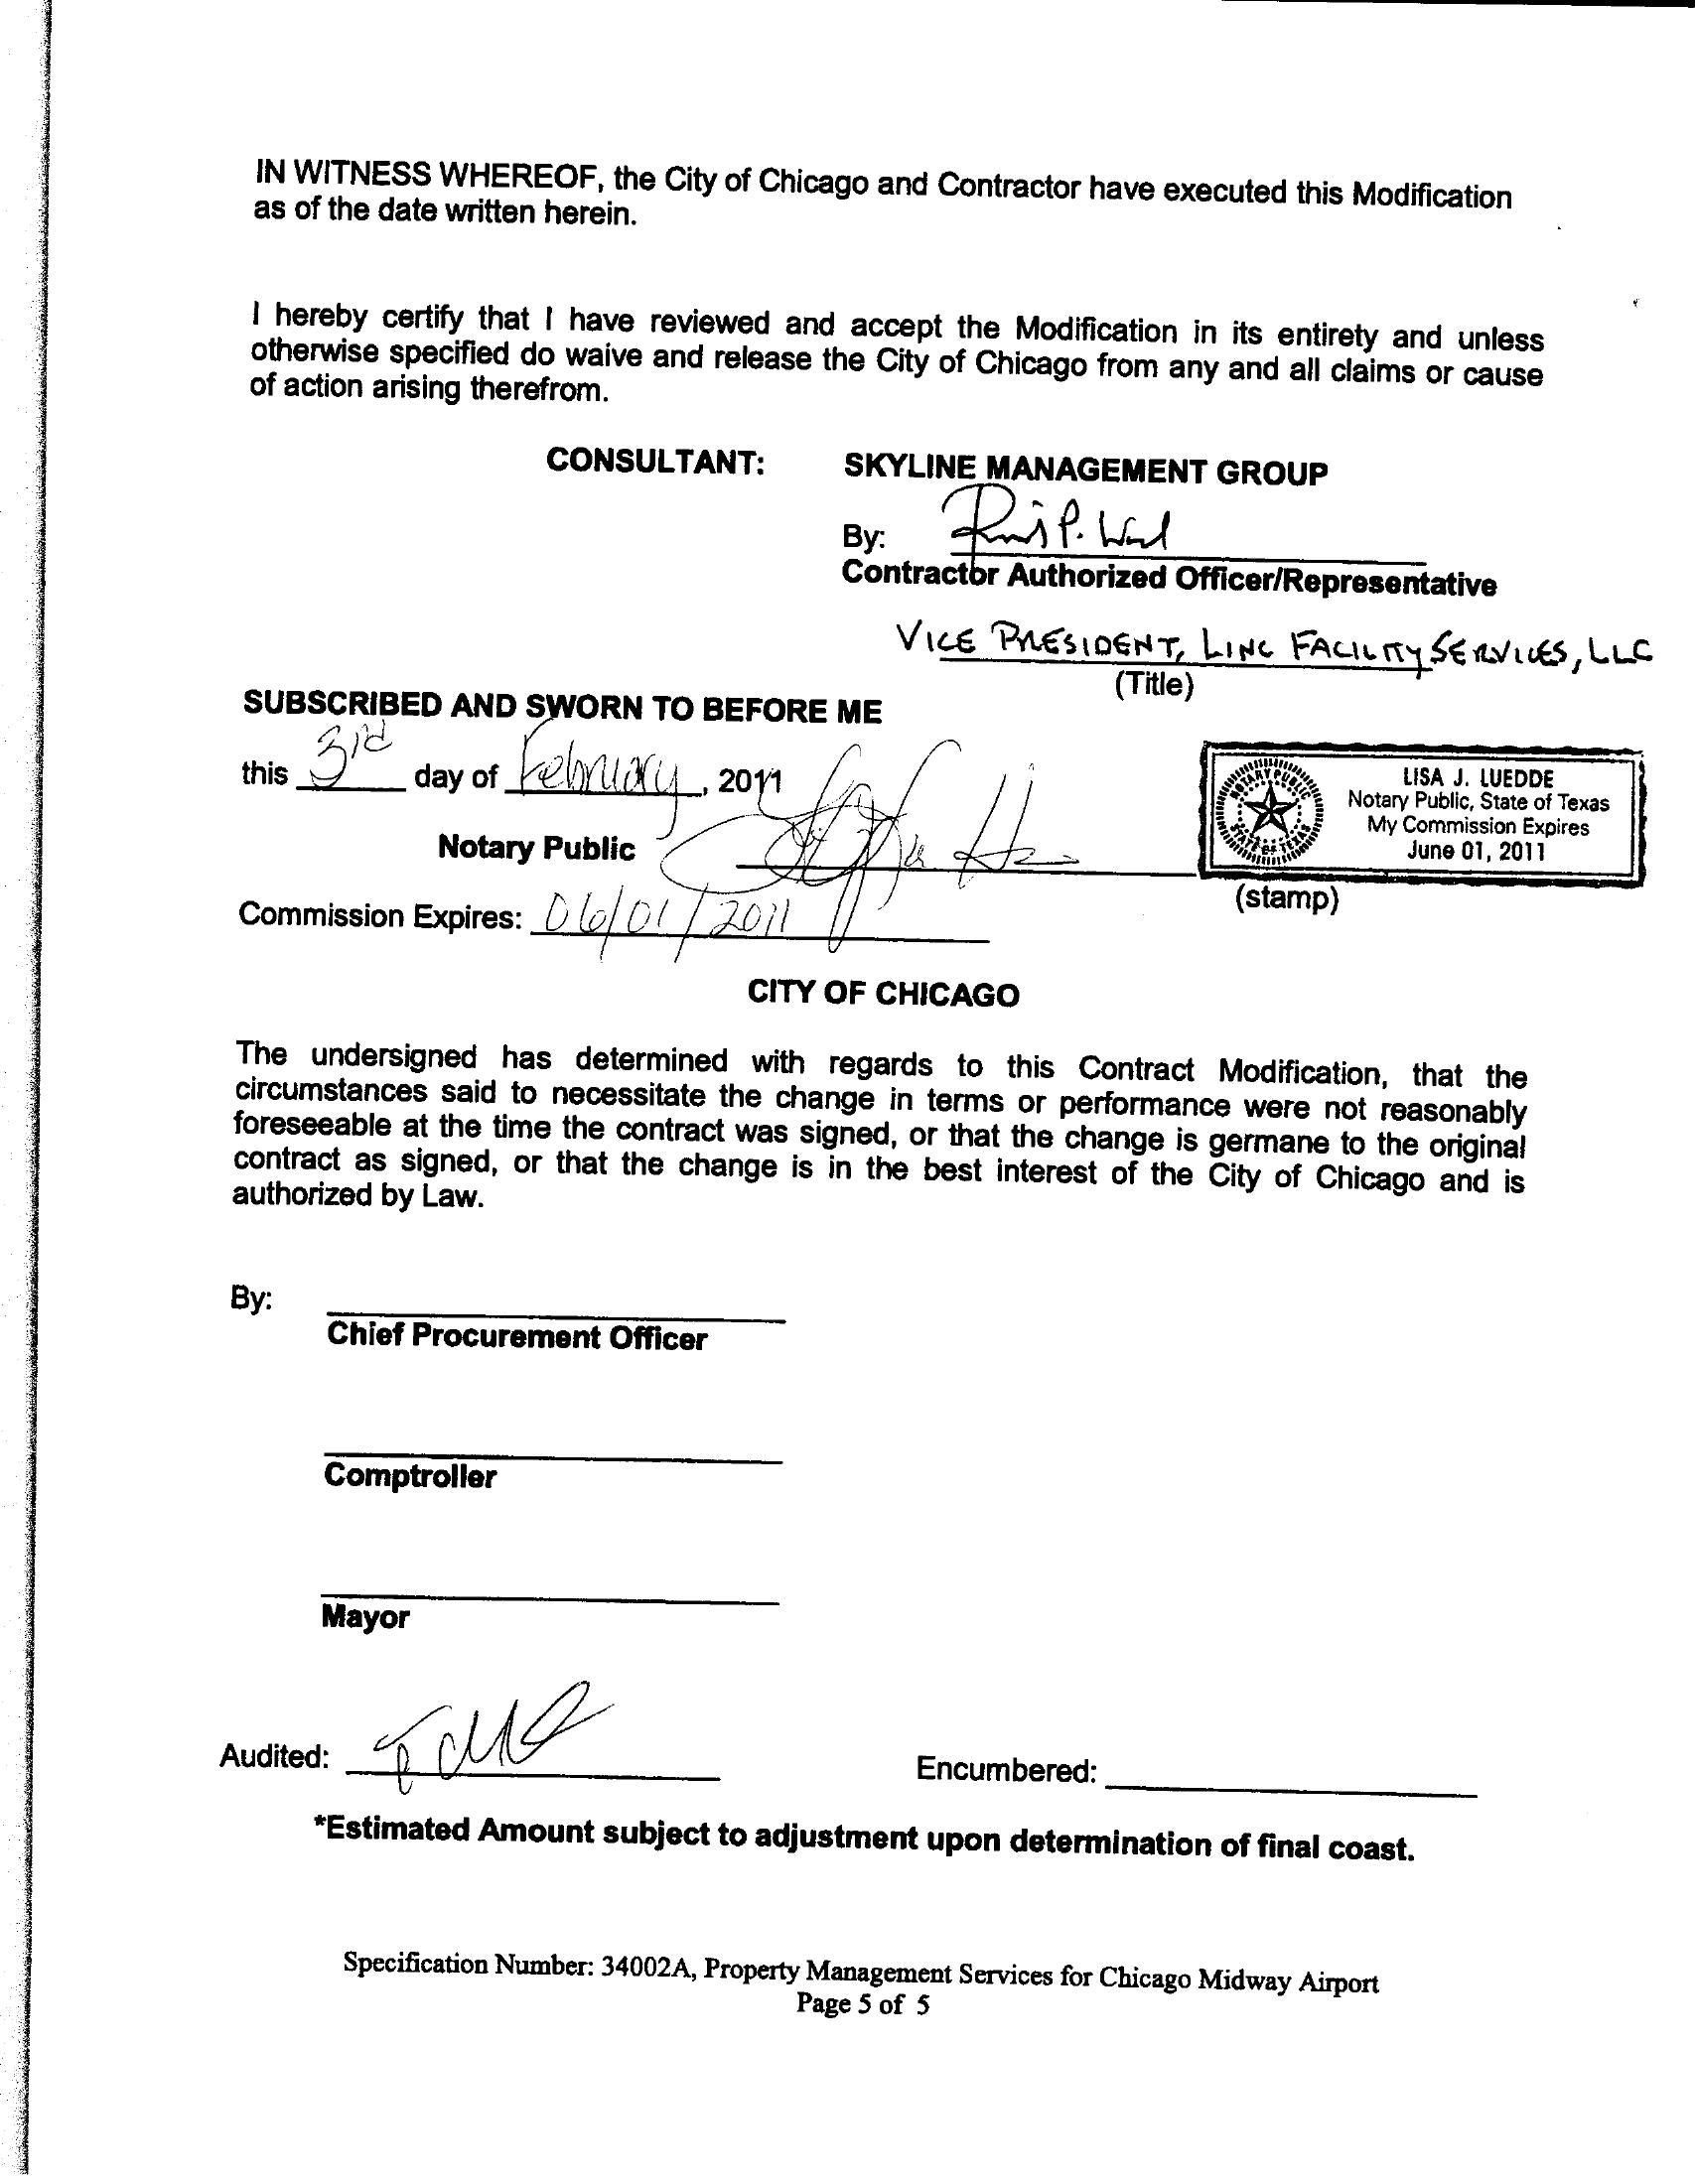 IN WITNESS WHEREOF, the City of Chicago and Contractor have executed this Modification
as of the date written herein.
I hereby certify that I have reviewed and accept the Modification in its entirety and unless
otherwise specified do waive and release the City of Chicago from any and all claims or cause
of action arising therefrom.
CONSULTANT: SKYLINE MANAGEMENT GROUP
By:
Contractor Authorized Officer/Representative
VICE PRESIDENT, LINC FACILITY SERVICES, LLC
(Title)
SUBSCRIBED AND SWORN TO BEFORE ME
this 3rd day of February, 2011
LISA J. LUEDDE
Notary Public, State of Texas
My Commission Expires
June 01, 2011
NOTARY PUBLIC
STATE OF TEXAS
Notary Public
(stamp)
Commission Expires: 06/01/2011
CITY OF CHICAGO
The undersigned has determined with regards to this Contract Modification, that the
circumstances said to necessitate the change in terms or performance were not reasonably
foreseeable at the time the contract was signed, or that the change is germane to the original
contract as signed, or that the change is in the best interest of the City of Chicago and is
authorized by Law.
By:
Chief Procurement Officer
Comptroller
Mayor
Audited: Encumbered:
*Estimated Amount subject to adjustment upon determination of final coast.
Specification Number: 34002A, Property Management Services for Chicago Midway Airport
Page 5 of 5